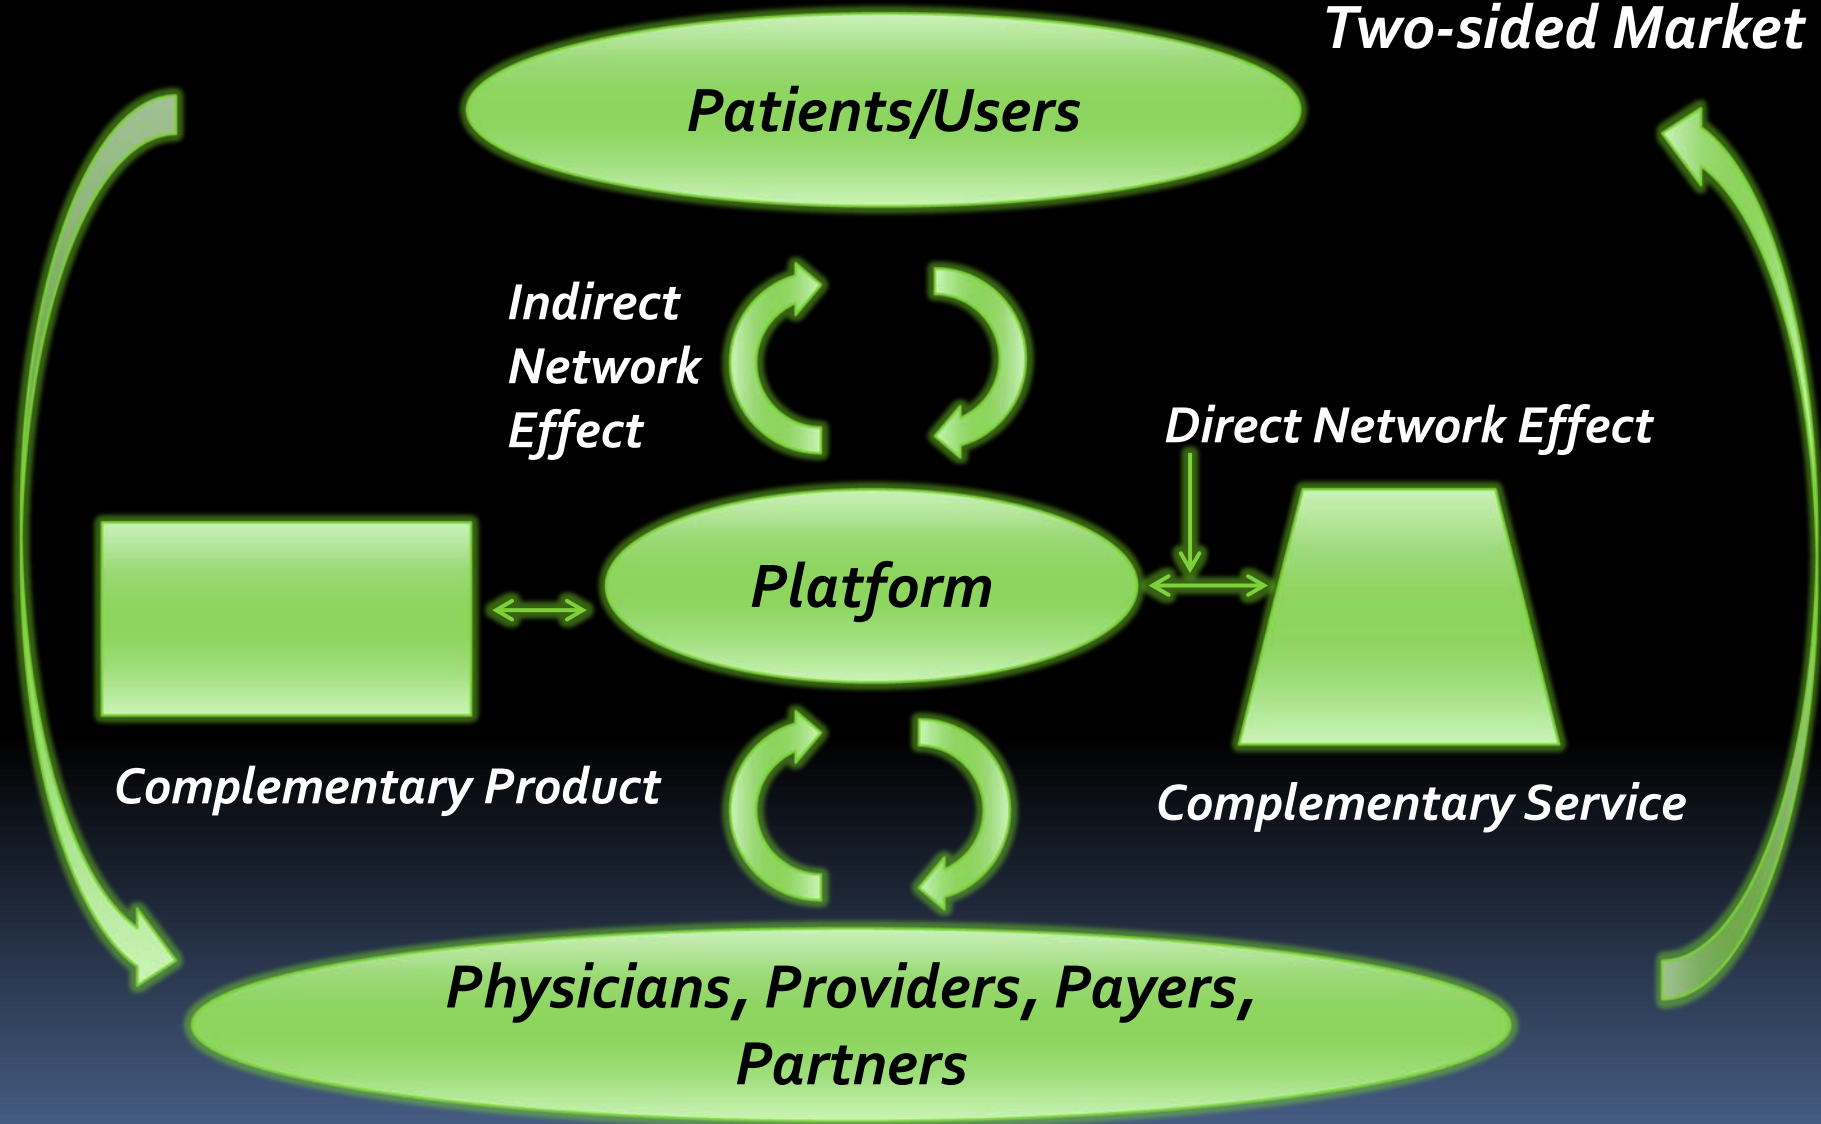 Two-sided Market
Patients/Users
Indirect
Network
Effect
Direct Network Effect
Platform
Complementary Product
Complementary Service
Physicians, Providers, Payers,
Partners